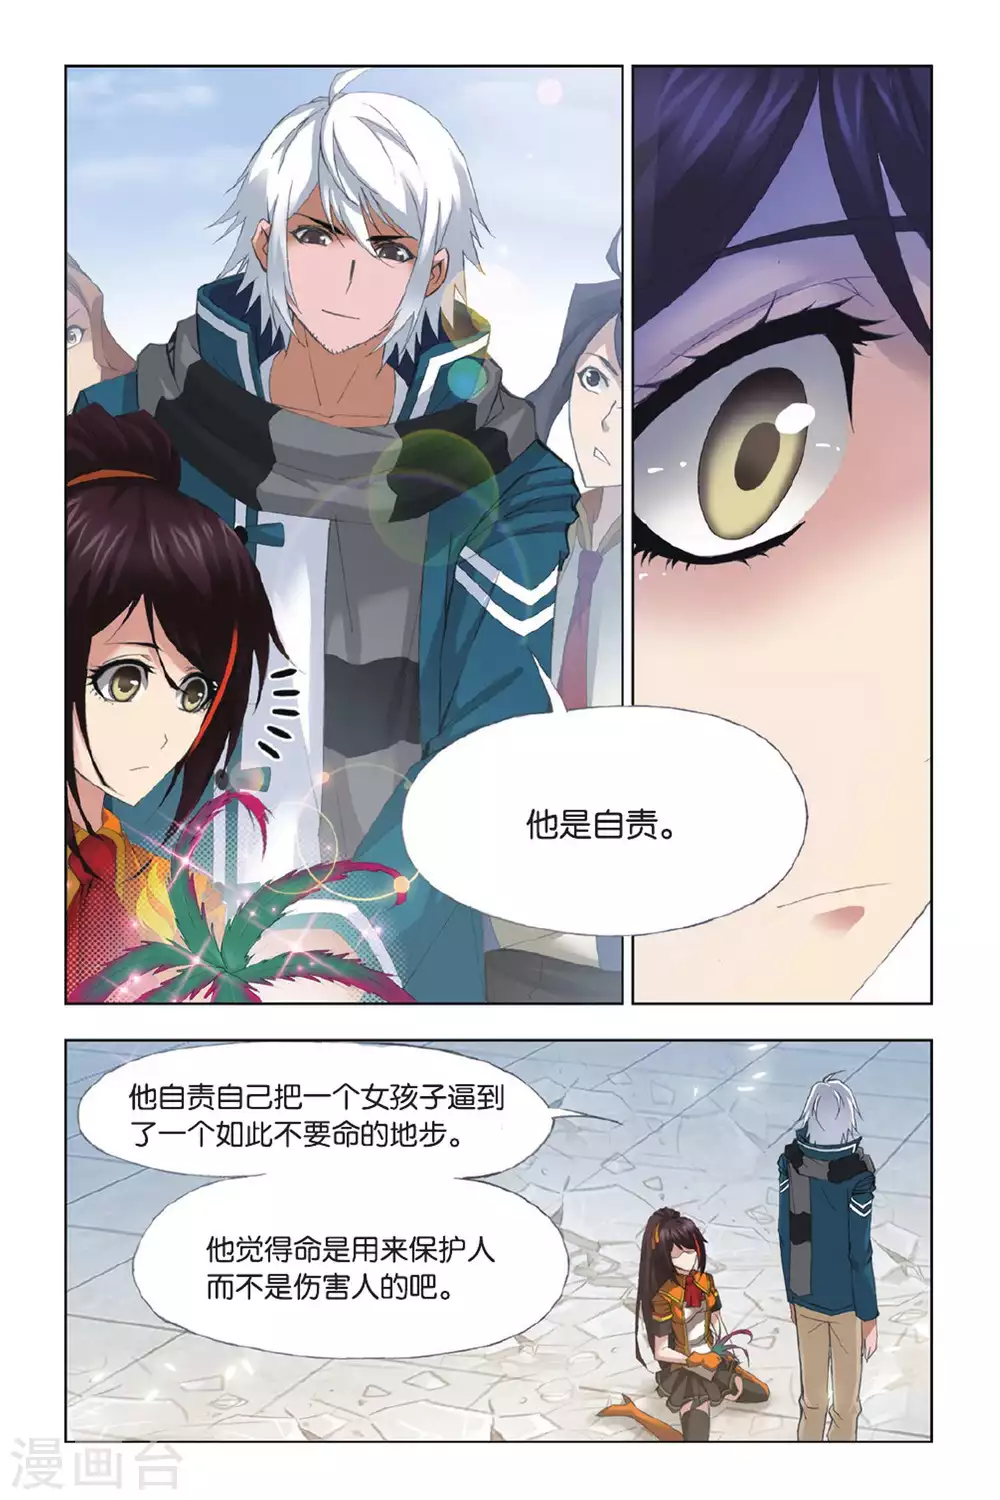 他是自责。
他自责自己把一个女孩子逼到
了一个如此不要命的地步。
他觉得命是用来保护人
而不是伤害人的吧。
漫画台